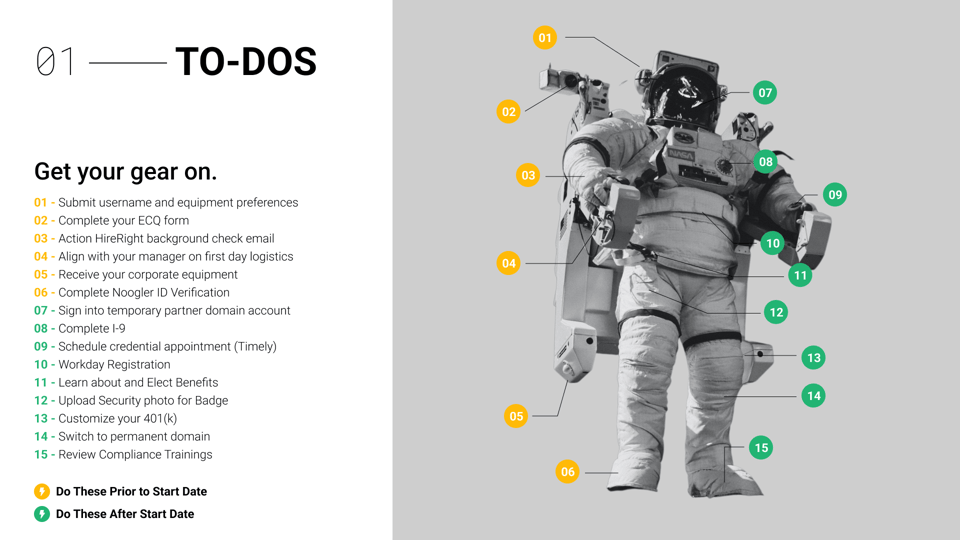 01 TO-DOS
Get your gear on.
01 - Submit username and equipment preferences
02 - Complete your ECQ form
03 - Action HireRight background check email
04 - Align with your manager on first day logistics
05 - Receive your corporate equipment
06 - Complete Noogler ID Verification
07 - Sign into temporary partner domain account
08 - Complete I-9
09 - Schedule credential appointment (Timely)
10 - Workday Registration
11 - Learn about and Elect Benefits
12 - Upload Security photo for Badge
13 - Customize your 401(k)
14 - Switch to permanent domain
15 - Review Compliance Trainings
Do These Prior to Start Date
Do These After Start Date
01
02
03
04
05
06
07
08
09
10
11
12
13
14
15
NASA